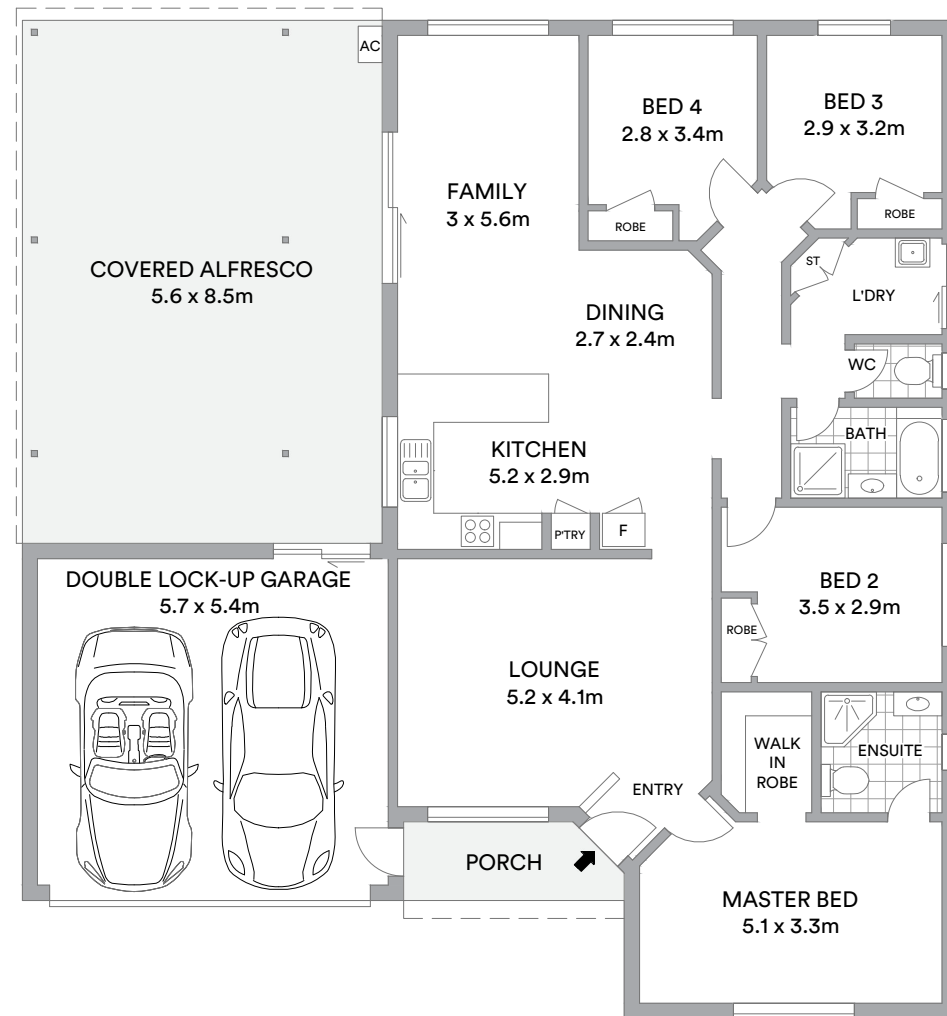 AC
BED 4
2.8 x 3.4m
BED 3
2.9 x 3.2m
FAMILY
3 x 5.6m
ROBE
ROBE
COVERED ALFRESCO
5.6 x 8.5m
ST
L'DRY
DINING
2.7 x 2.4m
WC
BATH
KITCHEN
5.2 x 2.9m
P'TRY
F
DOUBLE LOCK-UP GARAGE
5.7 x 5.4m
BED 2
3.5 x 2.9m
ROBE
LOUNGE
5.2 x 4.1m
WALK
IN
ROBE
ENSUITE
ENTRY
PORCH
MASTER BED
5.1 x 3.3m